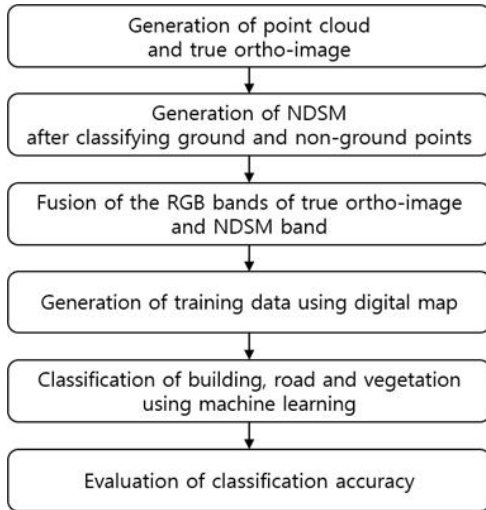 Generation of point cloud
and true ortho-image
Generation of NDSM
after classifying ground and non-ground points
Fusion of the RGB bands of true ortho-image
and NDSM band
Generation of training data using digital map
Classification of building, road and vegetation
using machine learning
Evaluation of classification accuracy